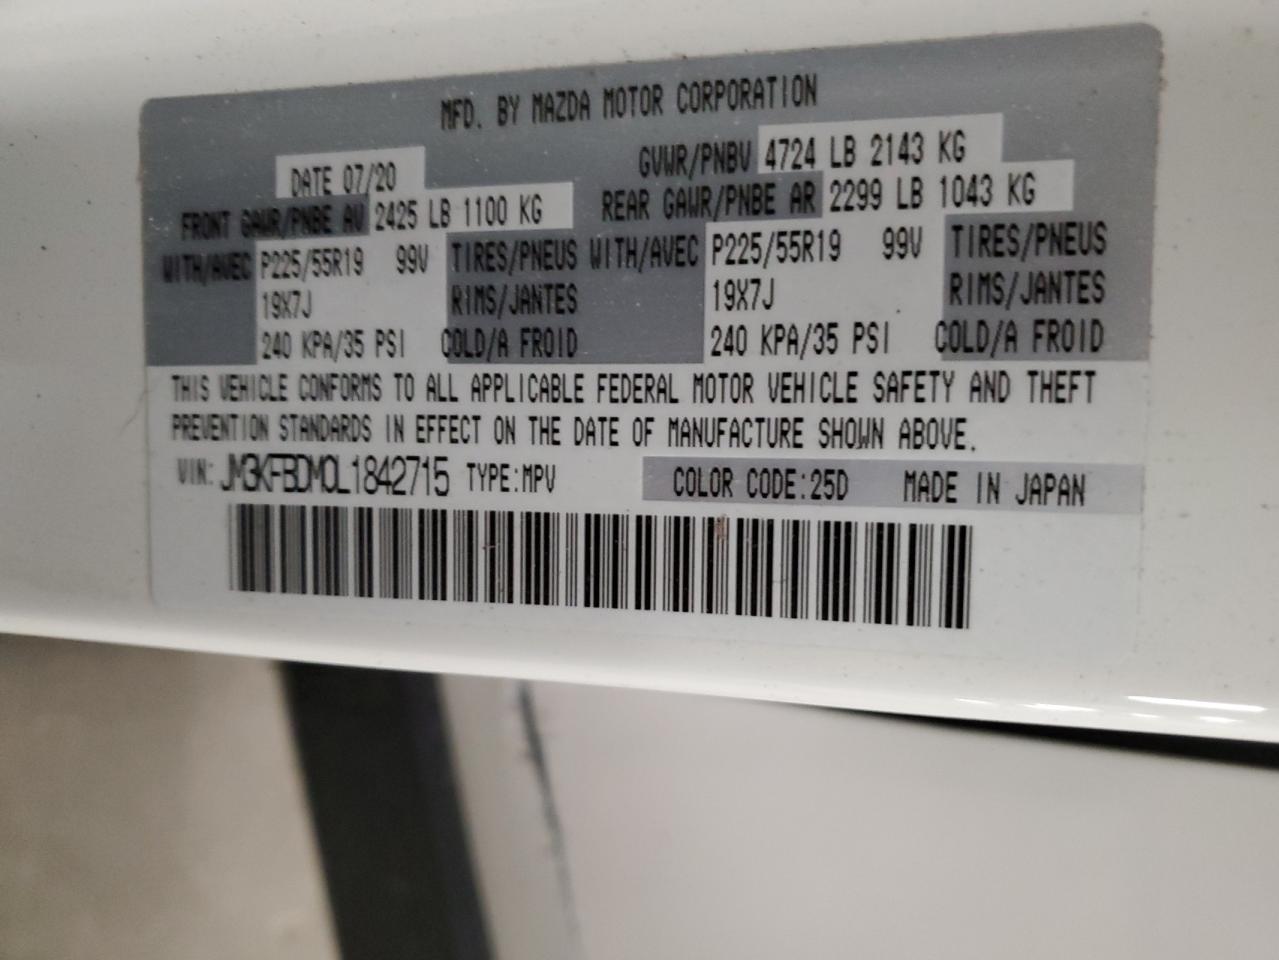 MFD. BY MAZDA MOTOR CORPORATION
DATE 07/20 GVWR/PNBV 4724 LB 2143 KG
FRONT GAWR/PNBE AV 2425 LB 1100 KG REAR GAWR/PNBE AR 2299 LB 1043 KG
WITH/AVEC P225/55R19 99V TIRES/PNEUS WITH/AVEC P225/55R19 99V TIRES/PNEUS
19X7J RIMS/JANTES 19X7J RIMS/JANTES
240 KPA/35 PSI COLD/A FROID 240 KPA/35 PSI COLD/A FROID
THIS VEHICLE CONFORMS TO ALL APPLICABLE FEDERAL MOTOR VEHICLE SAFETY AND THEFT
PREVENTION STANDARDS IN EFFECT ON THE DATE OF MANUFACTURE SHOWN ABOVE.
VIN: JM3KFBDM0L1842715 TYPE:MPV COLOR CODE:25D MADE IN JAPAN